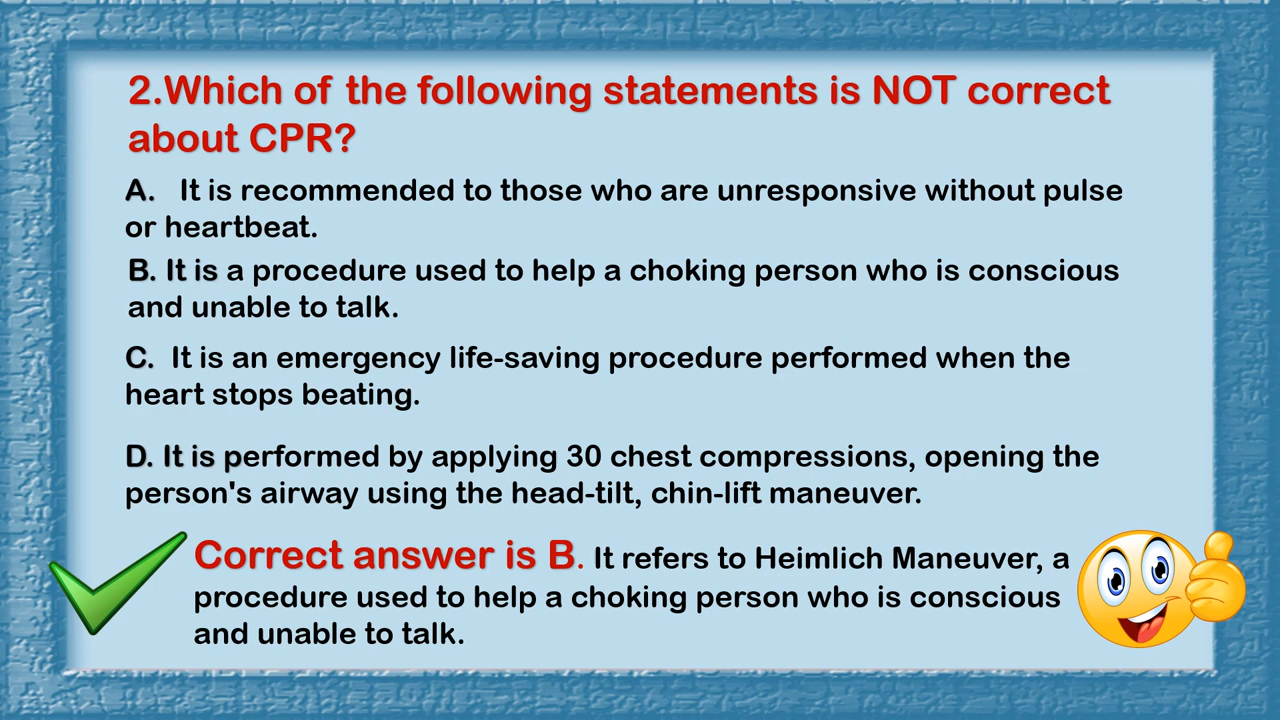 2.Which of the following statements is NOT correct
about CPR?
A. It is recommended to those who are unresponsive without pulse
or heartbeat.
B. It is a procedure used to help a choking person who is conscious
and unable to talk.
C. It is an emergency life-saving procedure performed when the
heart stops beating.
D. It is performed by applying 30 chest compressions, opening the
person's airway using the head-tilt, chin-lift maneuver.
Correct answer is B. It refers to Heimlich Maneuver, a
procedure used to help a choking person who is conscious
and unable to talk.